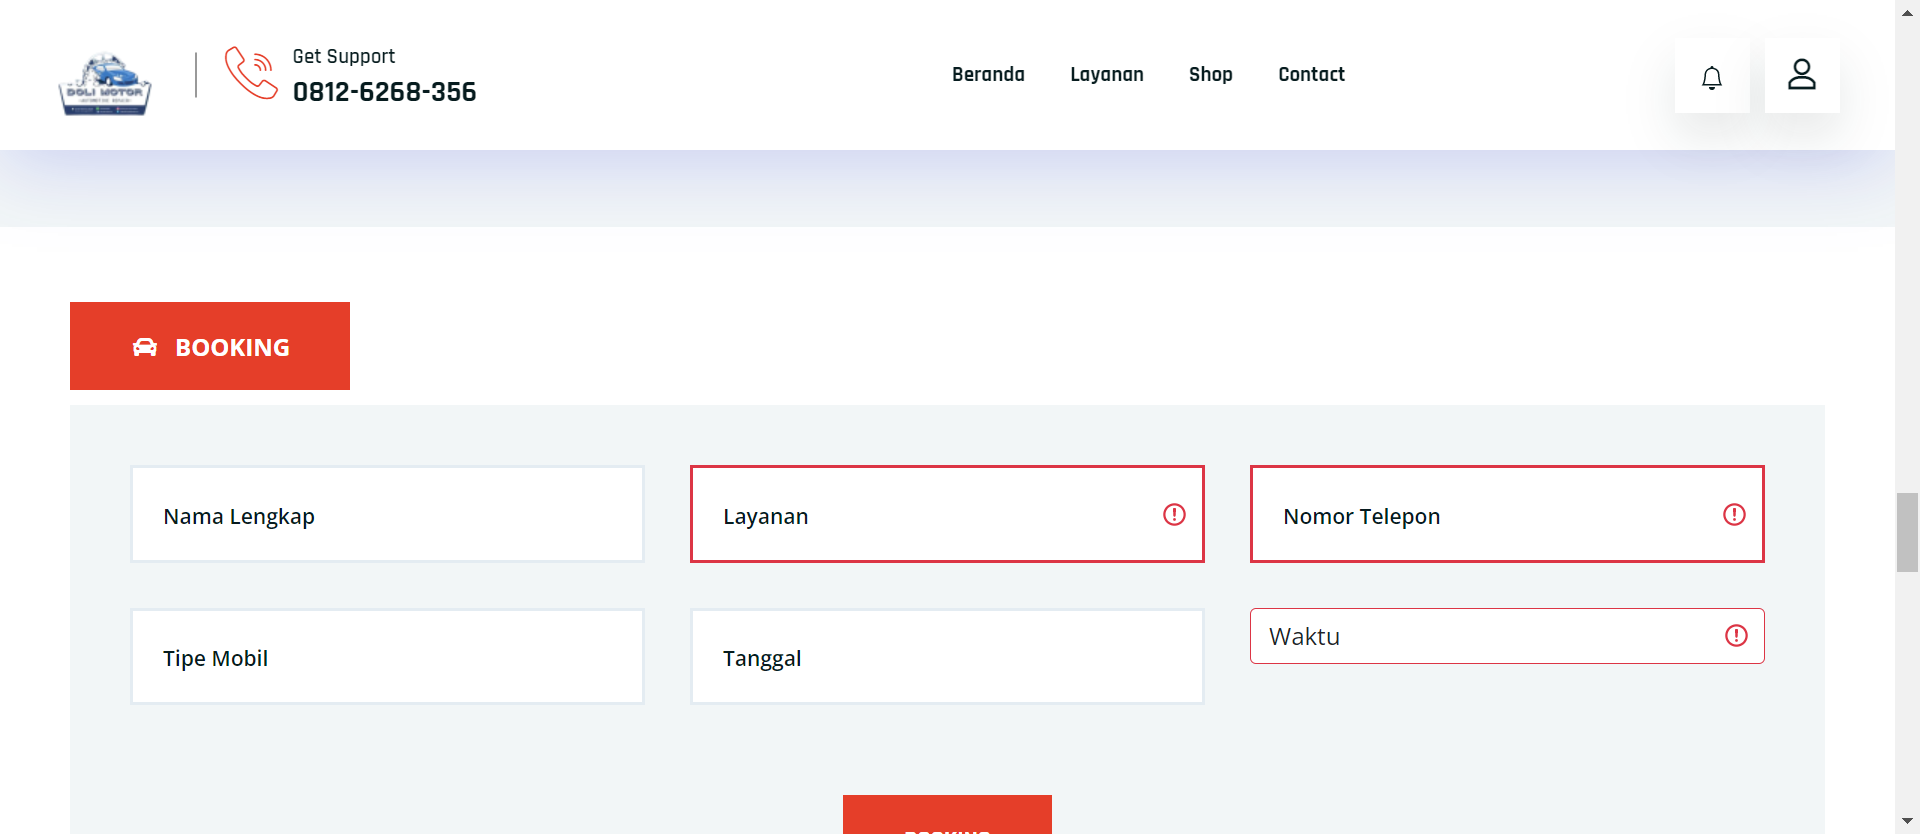 DOLI MOTOR
Get Support
0812-6268-356
Beranda
Layanan
Shop
Contact
BOOKING
Nama Lengkap
Layanan
Nomor Telepon
Tipe Mobil
Tanggal
Waktu
BOOKING